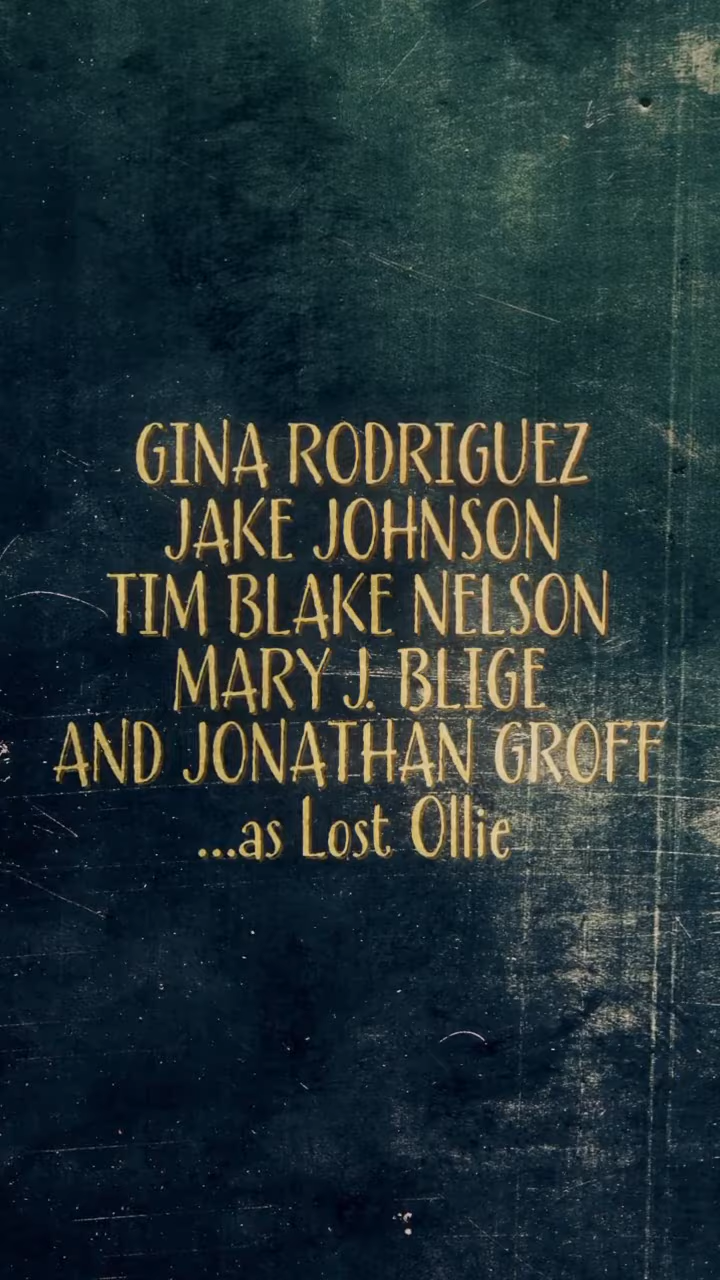 GINA RODRIGUEZ
JAKE JOHNSON
TIM BLAKE NELSON
MARY J. BLIGE
AND JONATHAN GROFF
...as Lost Ollie